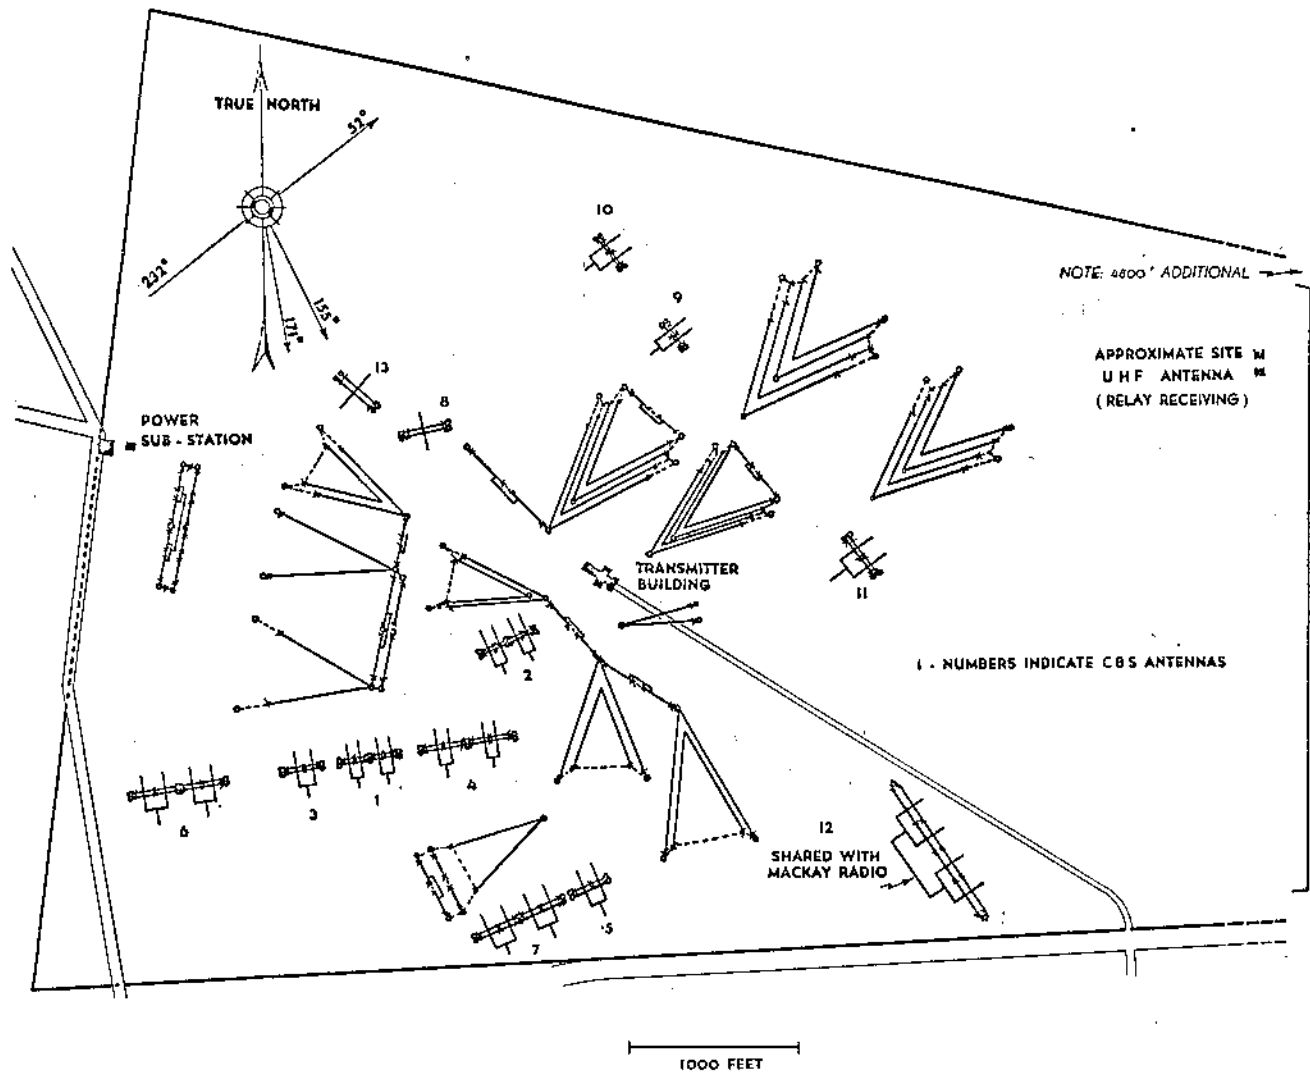 TRUE NORTH
52°
232°
155°
171°
10
NOTE: 4800' ADDITIONAL
9
APPROXIMATE SITE
UHF ANTENNA
(RELAY RECEIVING)
13
8
POWER
SUB-STATION
TRANSMITTER
BUILDING
11
1 - NUMBERS INDICATE CBS ANTENNAS
2
6
3
1
4
12
SHARED WITH
MACKAY RADIO
7
5
1000 FEET